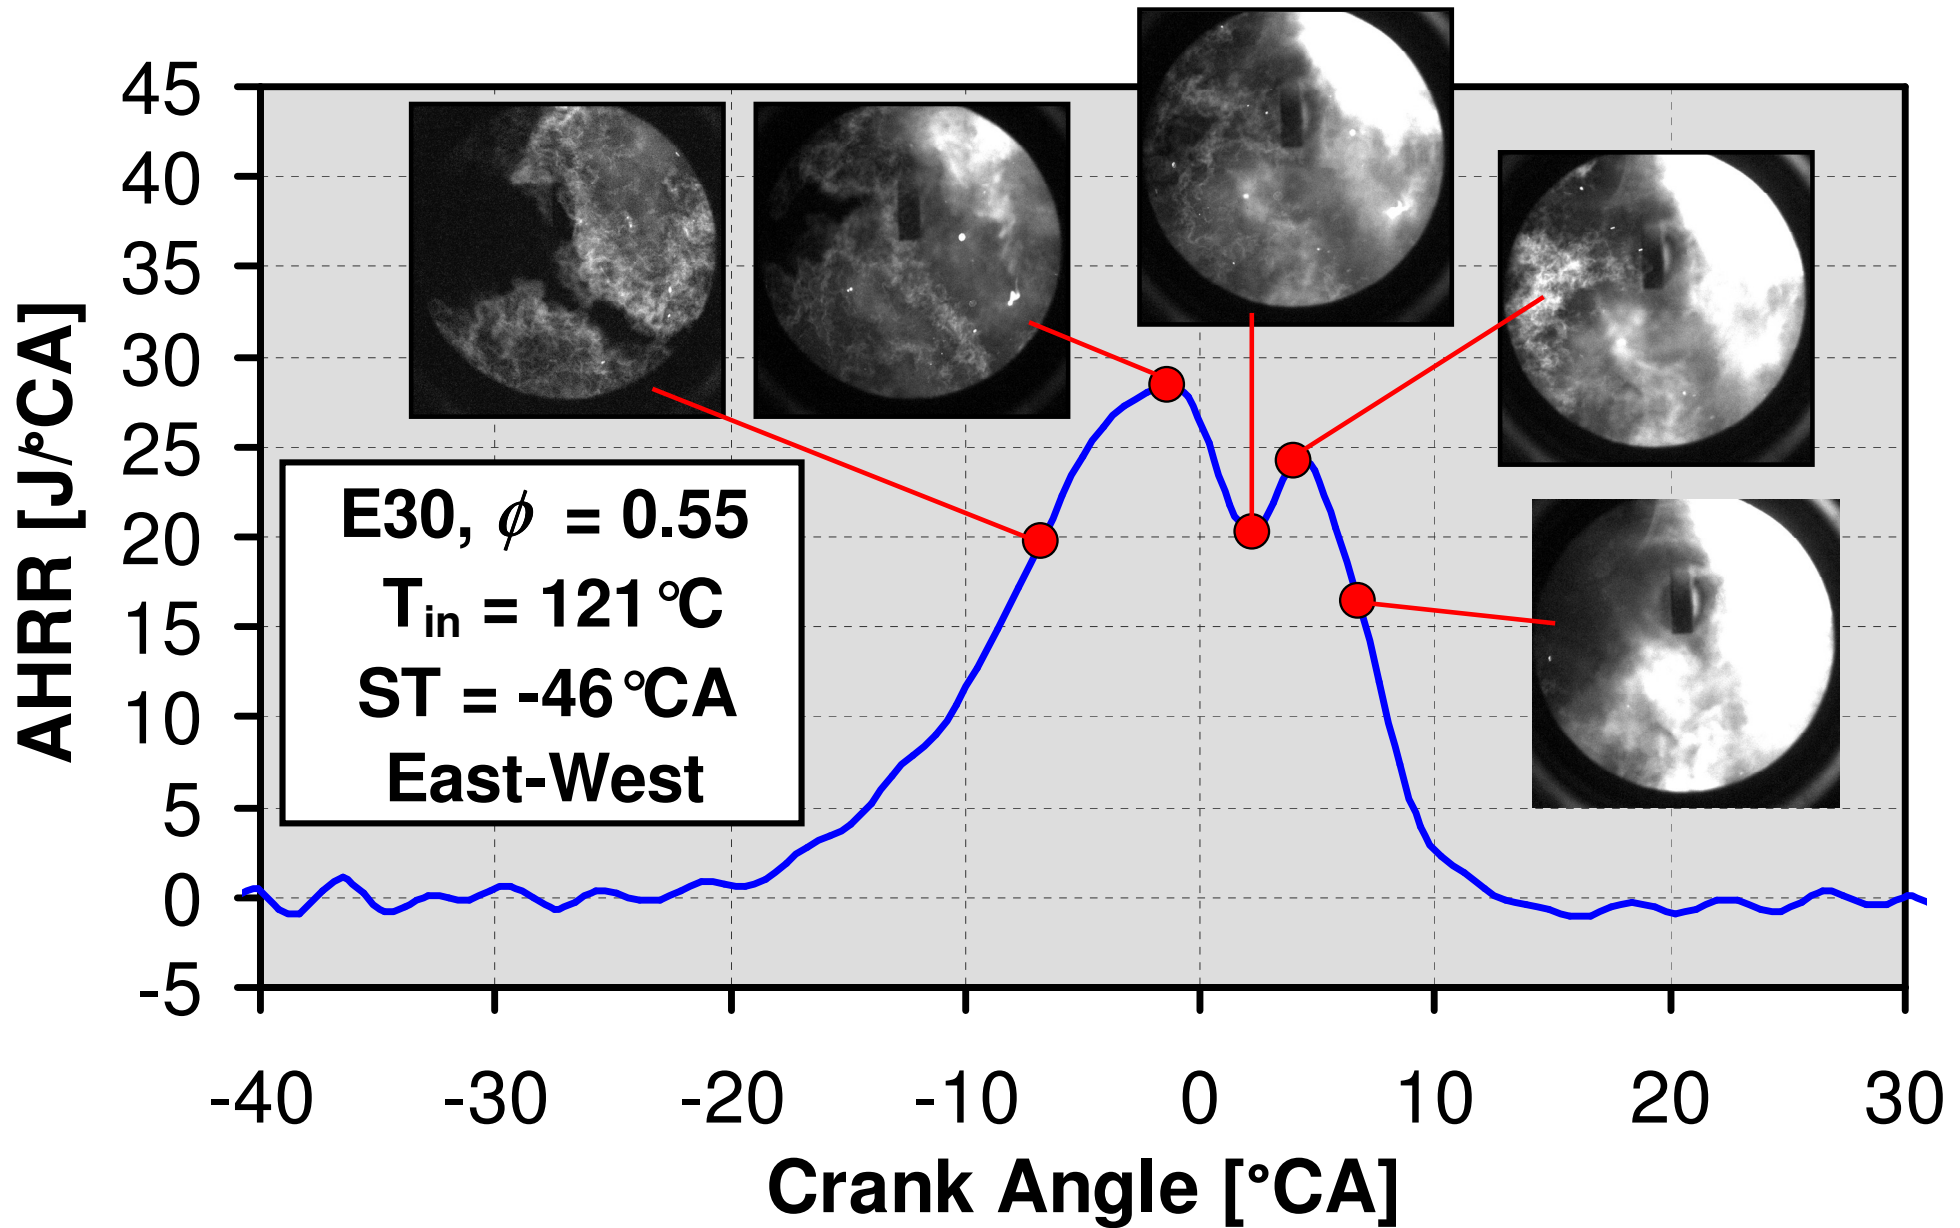 AHRR [J/°CA]
45
40
35
30
25
20
15
10
5
0
-5
E30, ϕ = 0.55
Tin = 121 °C
ST = -46 °CA
East-West
-40 -30 -20 -10 0 10 20 30
Crank Angle [°CA]